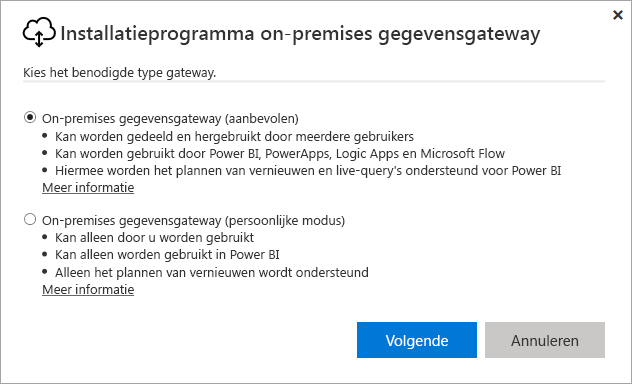 Installatieprogramma on-premises gegevensgateway
Kies het benodigde type gateway.
On-premises gegevensgateway (aanbevolen)
• Kan worden gedeeld en hergebruikt door meerdere gebruikers
• Kan worden gebruikt door Power BI, PowerApps, Logic Apps en Microsoft Flow
• Hiermee worden het plannen van vernieuwen en live-query's ondersteund voor Power BI
Meer informatie
On-premises gegevensgateway (persoonlijke modus)
• Kan alleen door u worden gebruikt
• Kan alleen worden gebruikt in Power BI
• Alleen het plannen van vernieuwen wordt ondersteund
Meer informatie
Volgende
Annuleren